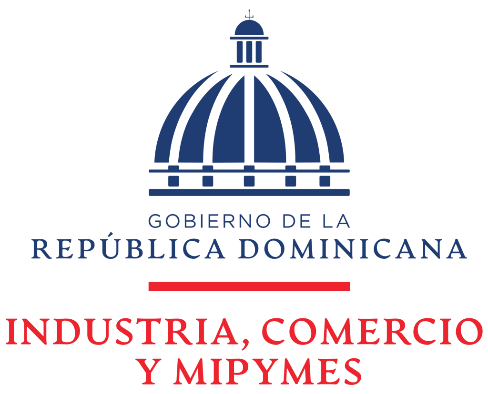 GOBIERNO DE LA
REPÚBLICA DOMINICANA
INDUSTRIA, COMERCIO
Y MIPYMES